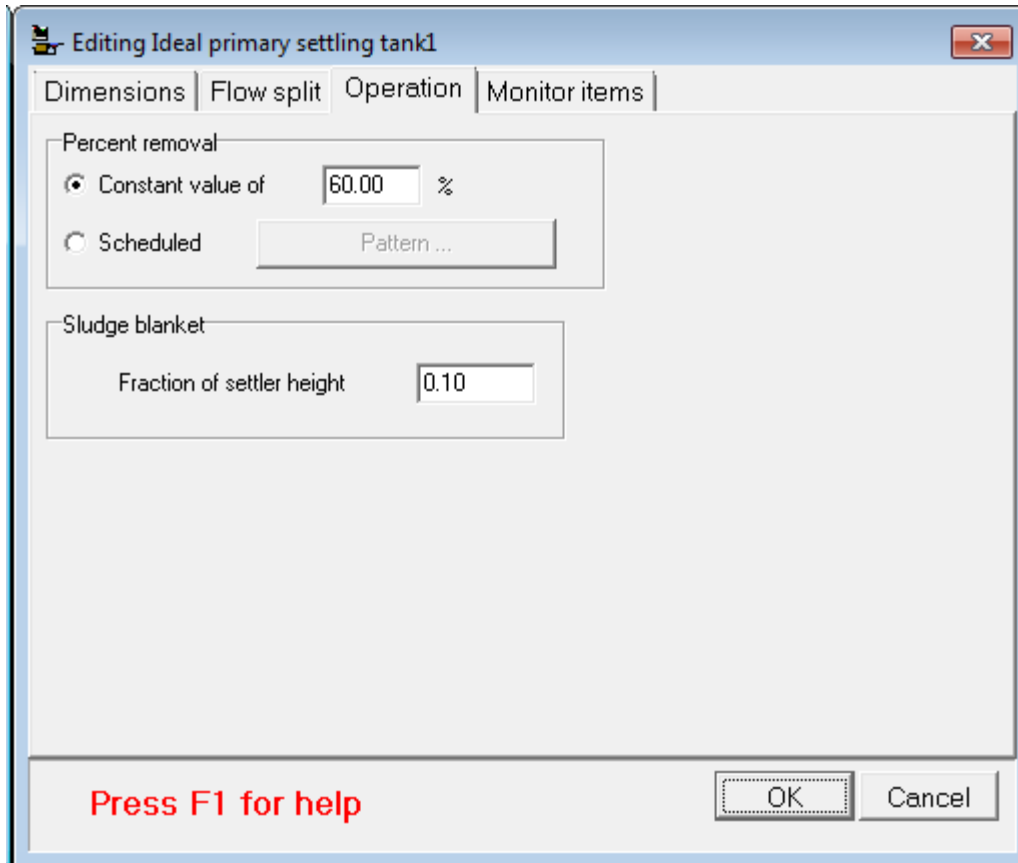 Editing Ideal primary settling tank1
Dimensions Flow split Operation Monitor items
Percent removal
Constant value of 60.00 %
Scheduled Pattern ...
Sludge blanket
Fraction of settler height 0.10
Press F1 for help OK Cancel